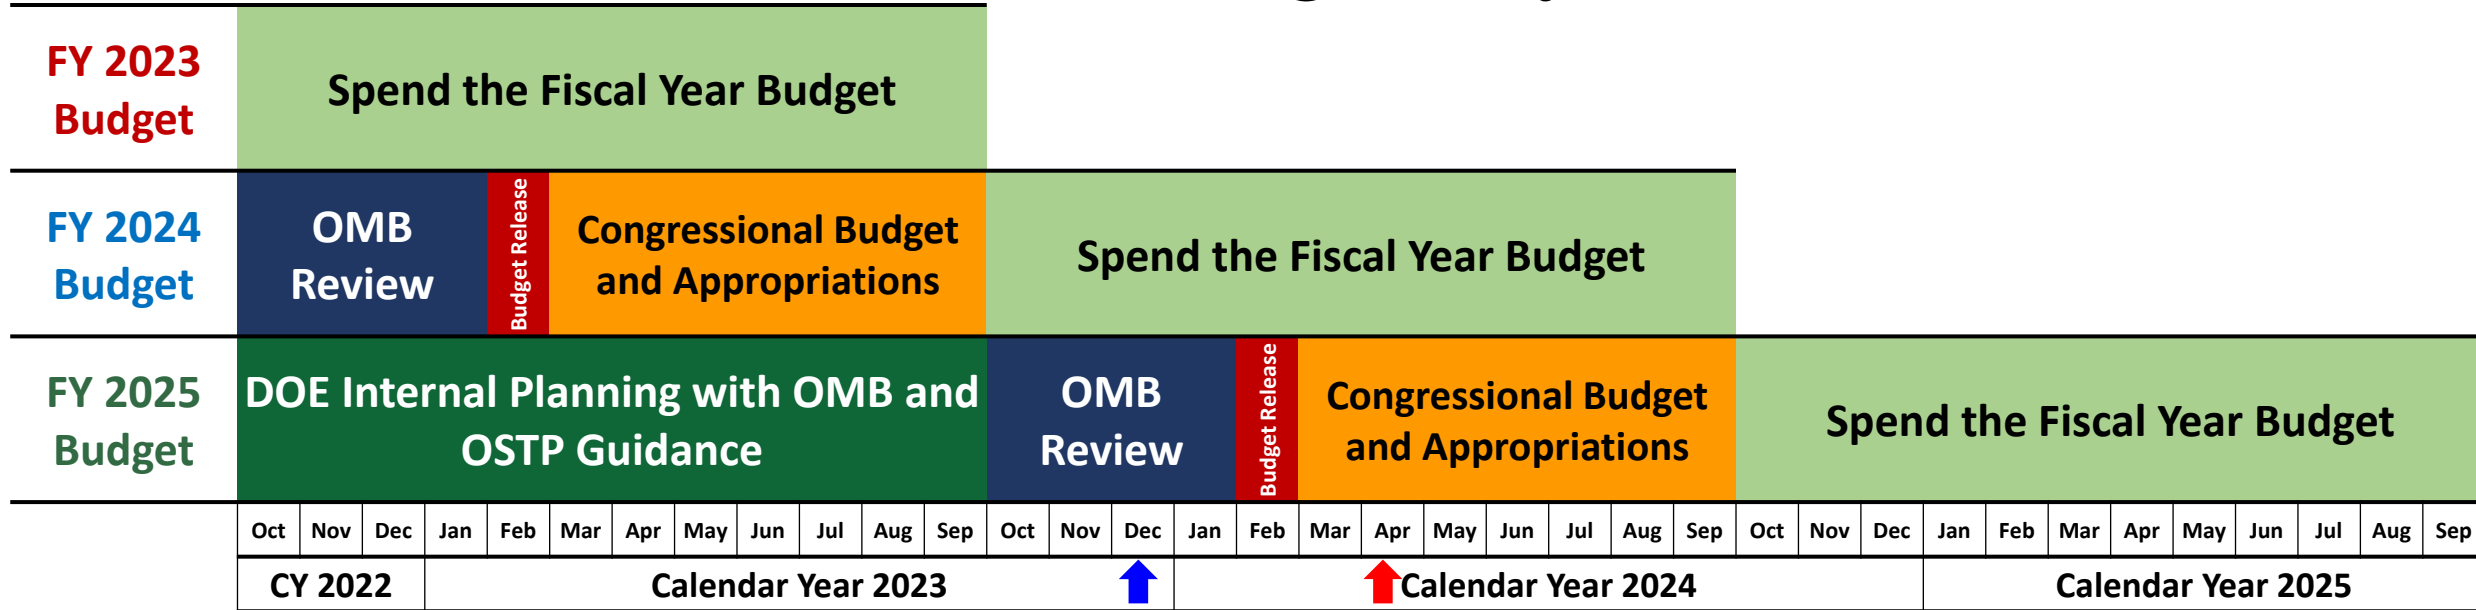 FY 2023
Budget
Spend the Fiscal Year Budget
FY 2024
Budget
OMB
Review
Budget Release
Congressional Budget
and Appropriations
Spend the Fiscal Year Budget
FY 2025
Budget
DOE Internal Planning with OMB and
OSTP Guidance
OMB
Review
Budget Release
Congressional Budget
and Appropriations
Spend the Fiscal Year Budget
Oct Nov Dec Jan Feb Mar Apr May Jun Jul Aug Sep Oct Nov Dec Jan Feb Mar Apr May Jun Jul Aug Sep Oct Nov Dec Jan Feb Mar Apr May Jun Jul Aug Sep
CY 2022 Calendar Year 2023 Calendar Year 2024 Calendar Year 2025